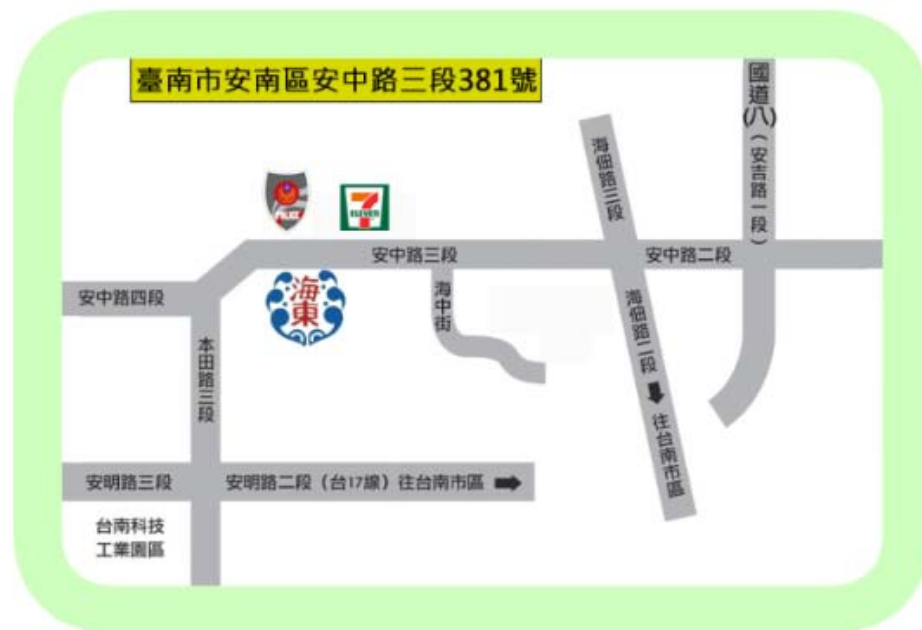 臺南市安南區安中路三段381號
國道(八)(安吉路一段)
海佃路三段
POLICE
7
ELEVEN
安中路三段
安中路二段
安中路四段
海東
海中街
海佃路二段
往台南市區
本田路三段
安明路三段
安明路二段（台17線）往台南市區
台南科技
工業園區